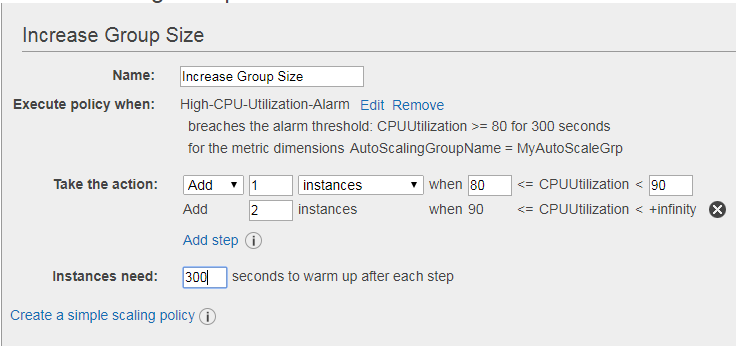 Increase Group Size
Name: Increase Group Size
Execute policy when: High-CPU-Utilization-Alarm Edit Remove
breaches the alarm threshold: CPUUtilization >= 80 for 300 seconds
for the metric dimensions AutoScalingGroupName = MyAutoScaleGrp
Take the action: Add 1 instances when 80 <= CPUUtilization < 90
Add 2 instances when 90 <= CPUUtilization < +infinity
Add step i
Instances need: 300 seconds to warm up after each step
Create a simple scaling policy i